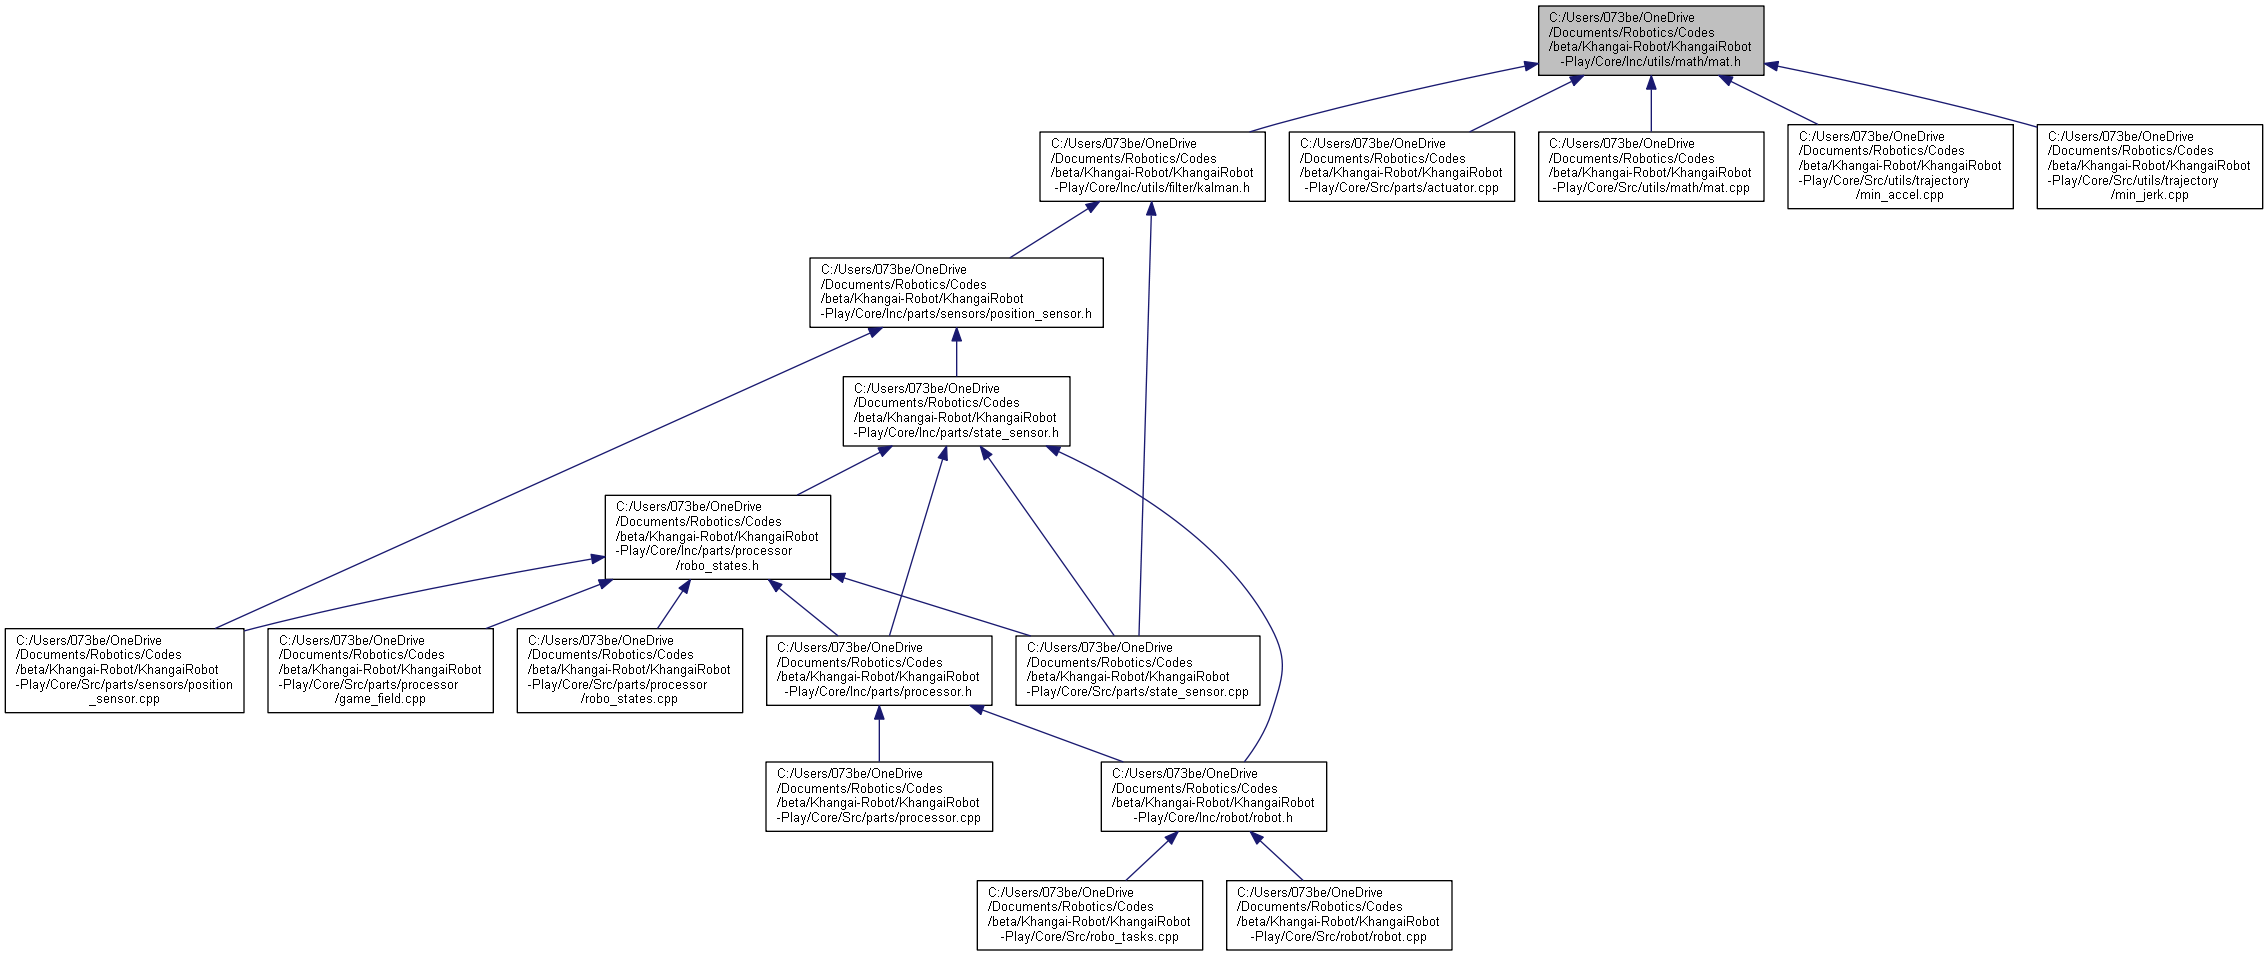 C:/Users/073be/OneDrive
/Documents/Robotics/Codes
/beta/Khangai-Robot/KhangaiRobot
-Play/Core/Inc/utils/math/mat.h
C:/Users/073be/OneDrive
/Documents/Robotics/Codes
/beta/Khangai-Robot/KhangaiRobot
-Play/Core/Inc/utils/filter/kalman.h
C:/Users/073be/OneDrive
/Documents/Robotics/Codes
/beta/Khangai-Robot/KhangaiRobot
-Play/Core/Src/parts/actuator.cpp
C:/Users/073be/OneDrive
/Documents/Robotics/Codes
/beta/Khangai-Robot/KhangaiRobot
-Play/Core/Src/utils/math/mat.cpp
C:/Users/073be/OneDrive
/Documents/Robotics/Codes
/beta/Khangai-Robot/KhangaiRobot
-Play/Core/Src/utils/trajectory
/min_accel.cpp
C:/Users/073be/OneDrive
/Documents/Robotics/Codes
/beta/Khangai-Robot/KhangaiRobot
-Play/Core/Src/utils/trajectory
/min_jerk.cpp
C:/Users/073be/OneDrive
/Documents/Robotics/Codes
/beta/Khangai-Robot/KhangaiRobot
-Play/Core/Inc/parts/sensors/position_sensor.h
C:/Users/073be/OneDrive
/Documents/Robotics/Codes
/beta/Khangai-Robot/KhangaiRobot
-Play/Core/Inc/parts/state_sensor.h
C:/Users/073be/OneDrive
/Documents/Robotics/Codes
/beta/Khangai-Robot/KhangaiRobot
-Play/Core/Inc/parts/processor
/robo_states.h
C:/Users/073be/OneDrive
/Documents/Robotics/Codes
/beta/Khangai-Robot/KhangaiRobot
-Play/Core/Src/parts/sensors/position
_sensor.cpp
C:/Users/073be/OneDrive
/Documents/Robotics/Codes
/beta/Khangai-Robot/KhangaiRobot
-Play/Core/Src/parts/processor
/game_field.cpp
C:/Users/073be/OneDrive
/Documents/Robotics/Codes
/beta/Khangai-Robot/KhangaiRobot
-Play/Core/Src/parts/processor
/robo_states.cpp
C:/Users/073be/OneDrive
/Documents/Robotics/Codes
/beta/Khangai-Robot/KhangaiRobot
-Play/Core/Inc/parts/processor.h
C:/Users/073be/OneDrive
/Documents/Robotics/Codes
/beta/Khangai-Robot/KhangaiRobot
-Play/Core/Src/parts/state_sensor.cpp
C:/Users/073be/OneDrive
/Documents/Robotics/Codes
/beta/Khangai-Robot/KhangaiRobot
-Play/Core/Src/parts/processor.cpp
C:/Users/073be/OneDrive
/Documents/Robotics/Codes
/beta/Khangai-Robot/KhangaiRobot
-Play/Core/Inc/robot/robot.h
C:/Users/073be/OneDrive
/Documents/Robotics/Codes
/beta/Khangai-Robot/KhangaiRobot
-Play/Core/Src/robo_tasks.cpp
C:/Users/073be/OneDrive
/Documents/Robotics/Codes
/beta/Khangai-Robot/KhangaiRobot
-Play/Core/Src/robot/robot.cpp